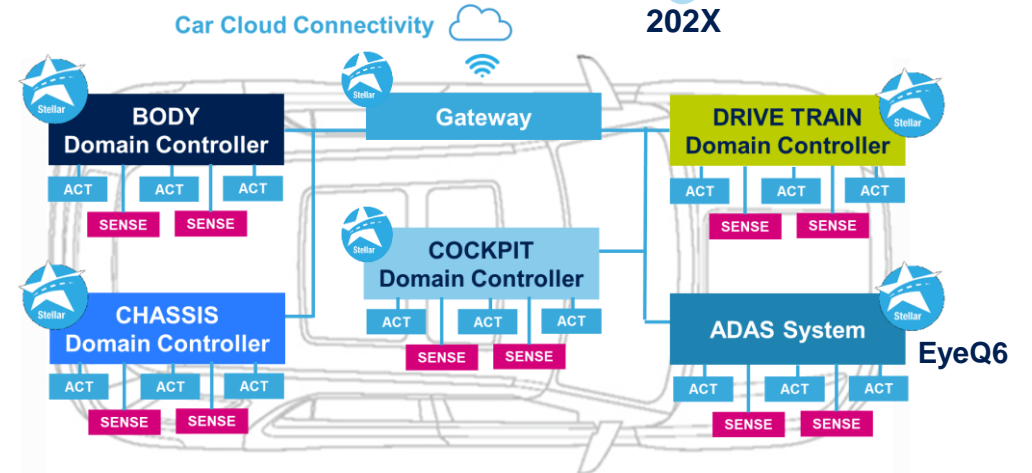 Car Cloud Connectivity
202X
Stellar
BODY
Domain Controller
ACT
ACT
ACT
SENSE
SENSE
Stellar
Gateway
Stellar
DRIVE TRAIN
Domain Controller
ACT
ACT
ACT
SENSE
SENSE
Stellar
COCKPIT
Domain Controller
ACT
ACT
ACT
SENSE
SENSE
Stellar
CHASSIS
Domain Controller
ACT
ACT
ACT
SENSE
SENSE
Stellar
ADAS System
EyeQ6
ACT
ACT
ACT
SENSE
SENSE